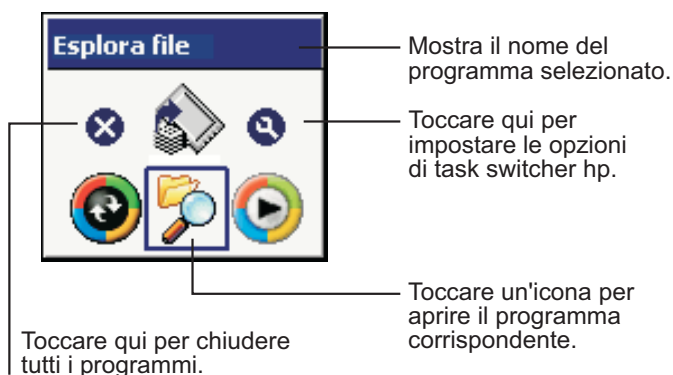 Esplora file
Mostra il nome del
programma selezionato.
Toccare qui per
impostare le opzioni
di task switcher hp.
Toccare un'icona per
aprire il programma
corrispondente.
Toccare qui per chiudere
tutti i programmi.